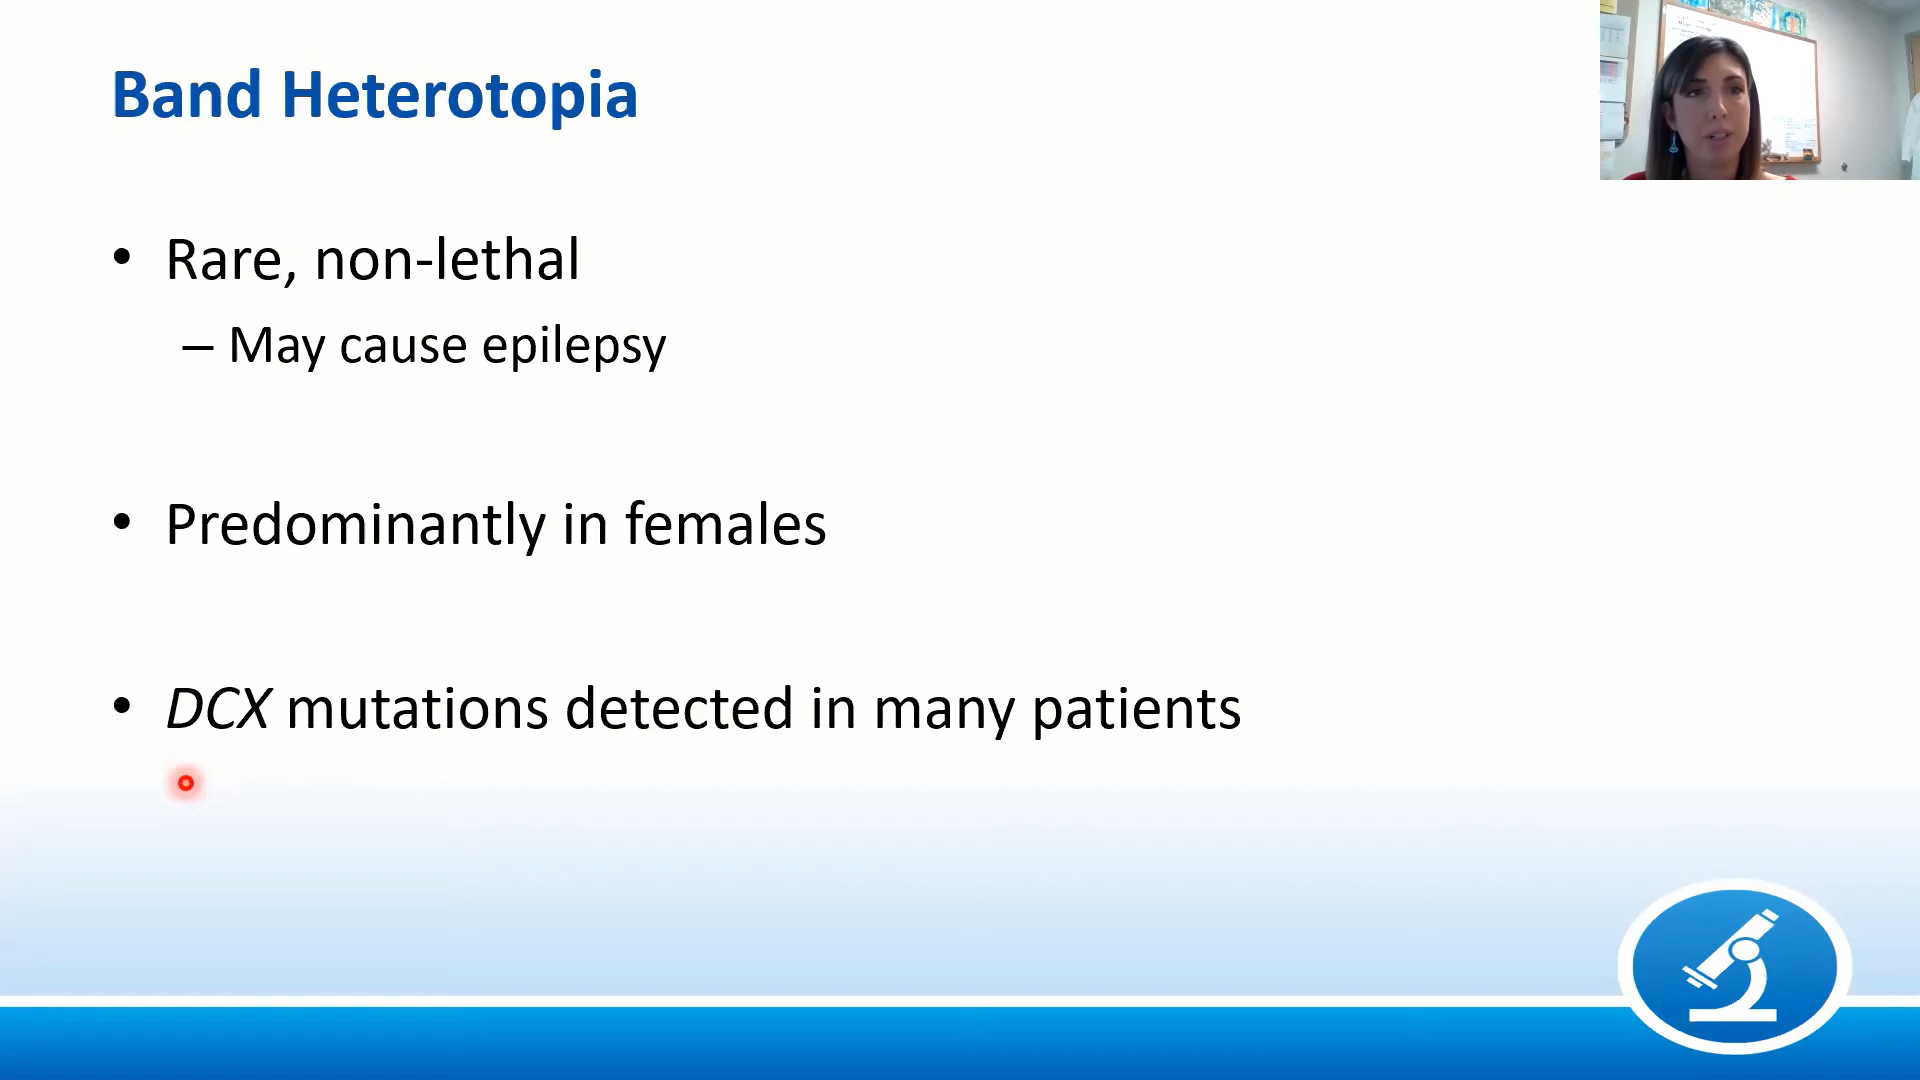 Band Heterotopia
• Rare, non-lethal
– May cause epilepsy
• Predominantly in females
• DCX mutations detected in many patients